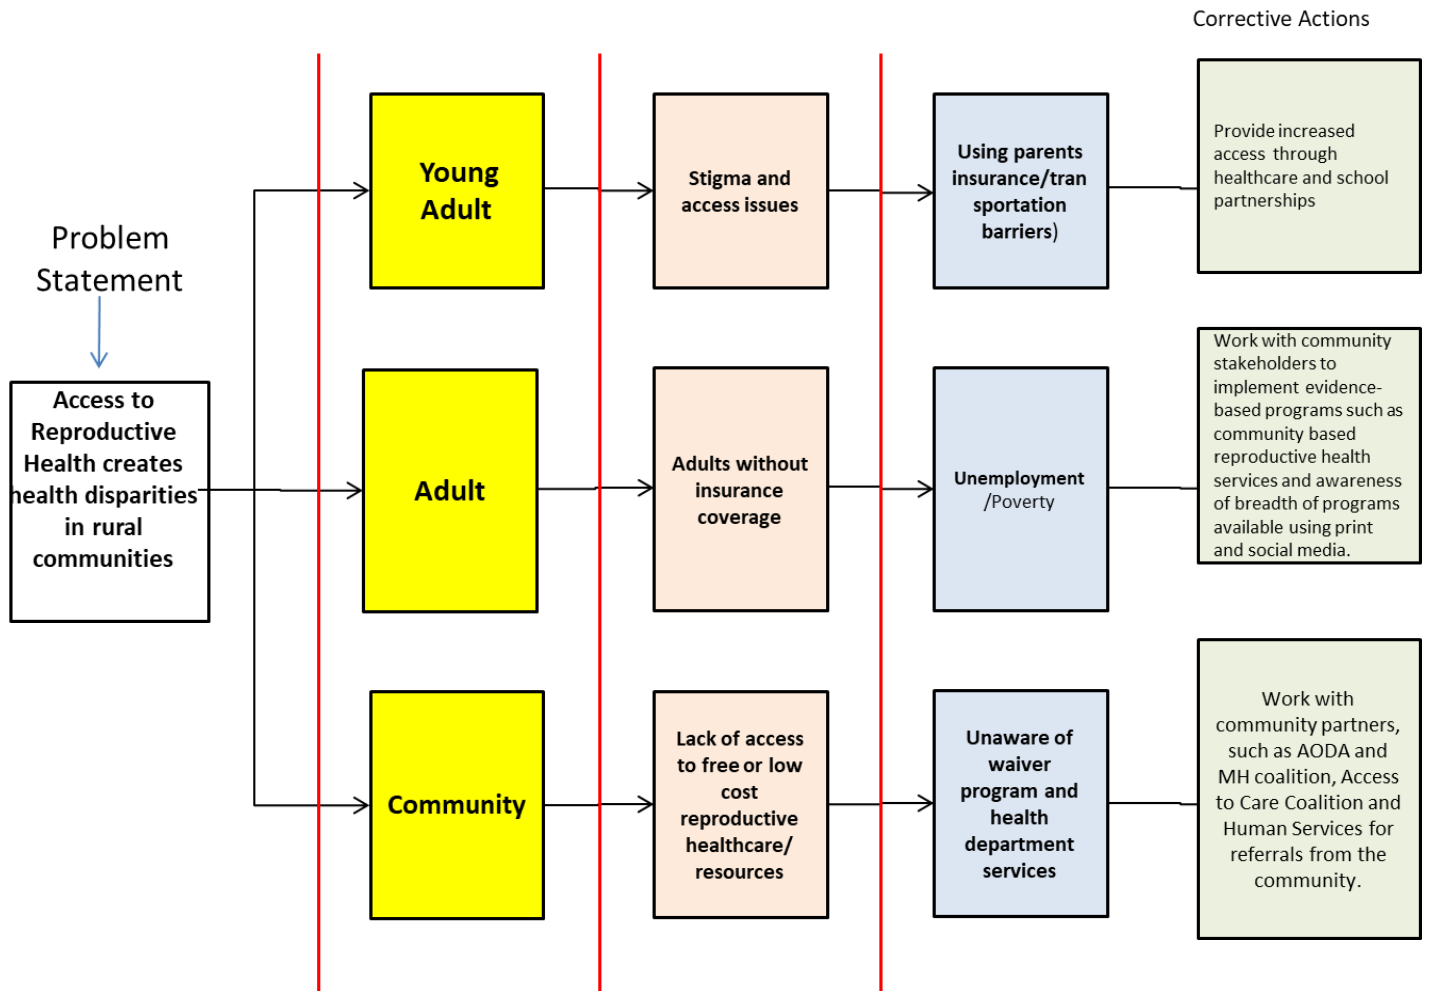 Corrective Actions
Problem
Statement
Access to
Reproductive
Health creates
health disparities
in rural
communities
Young
Adult
Stigma and
access issues
Using parents
insurance/tran
sportation
barriers)
Provide increased
access through
healthcare and school
partnerships
Adult
Adults without
insurance
coverage
Unemployment
/Poverty
Work with community
stakeholders to
implement evidence-
based programs such as
community based
reproductive health
services and awareness
of breadth of programs
available using print
and social media.
Community
Lack of access
to free or low
cost
reproductive
healthcare/
resources
Unaware of
waiver
program and
health
department
services
Work with
community partners,
such as AODA and
MH coalition, Access
to Care Coalition and
Human Services for
referrals from the
community.